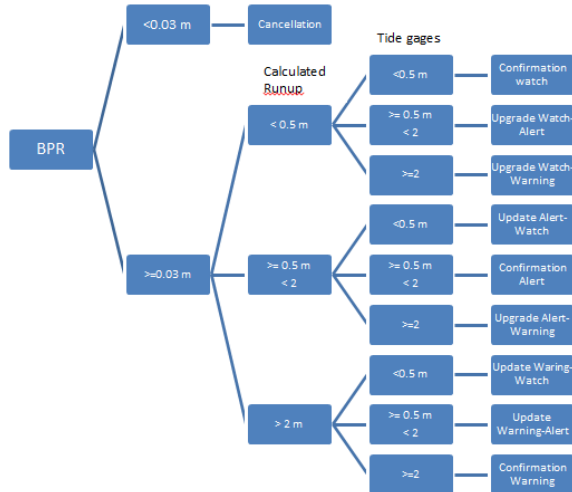 <0.03 m
Cancellation
Tide gages
Calculated
Runup
<0.5 m
Confirmation
watch
< 0.5 m
>= 0.5 m
< 2
Upgrade Watch-
Alert
BPR
>=2
Upgrade Watch-
Warning
<0.5 m
Update Alert-
Watch
>=0.03 m
>= 0.5 m
< 2
>= 0.5 m
< 2
Confirmation
Alert
>=2
Upgrade Alert-
Warning
<0.5 m
Update Waring-
Watch
> 2 m
>= 0.5 m
< 2
Update
Warning-Alert
>=2
Confirmation
Warning